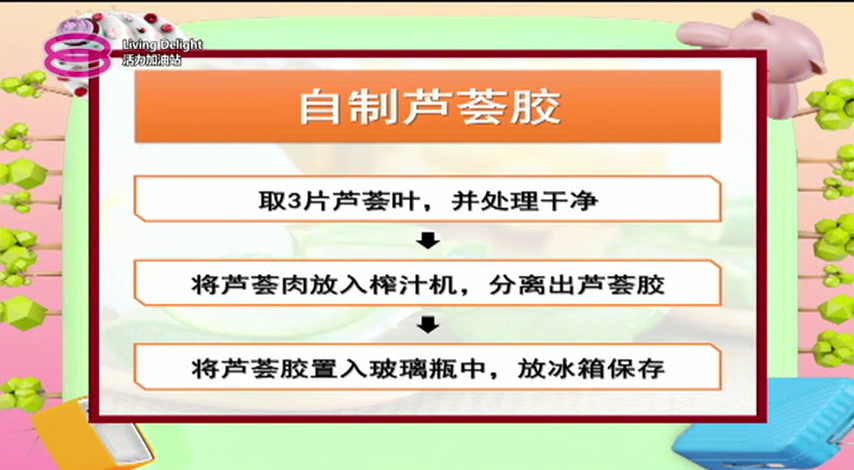 Living Delight
活力加油站
自制芦荟胶
取3片芦荟叶，并处理干净
将芦荟肉放入榨汁机，分离出芦荟胶
将芦荟胶置入玻璃瓶中，放冰箱保存